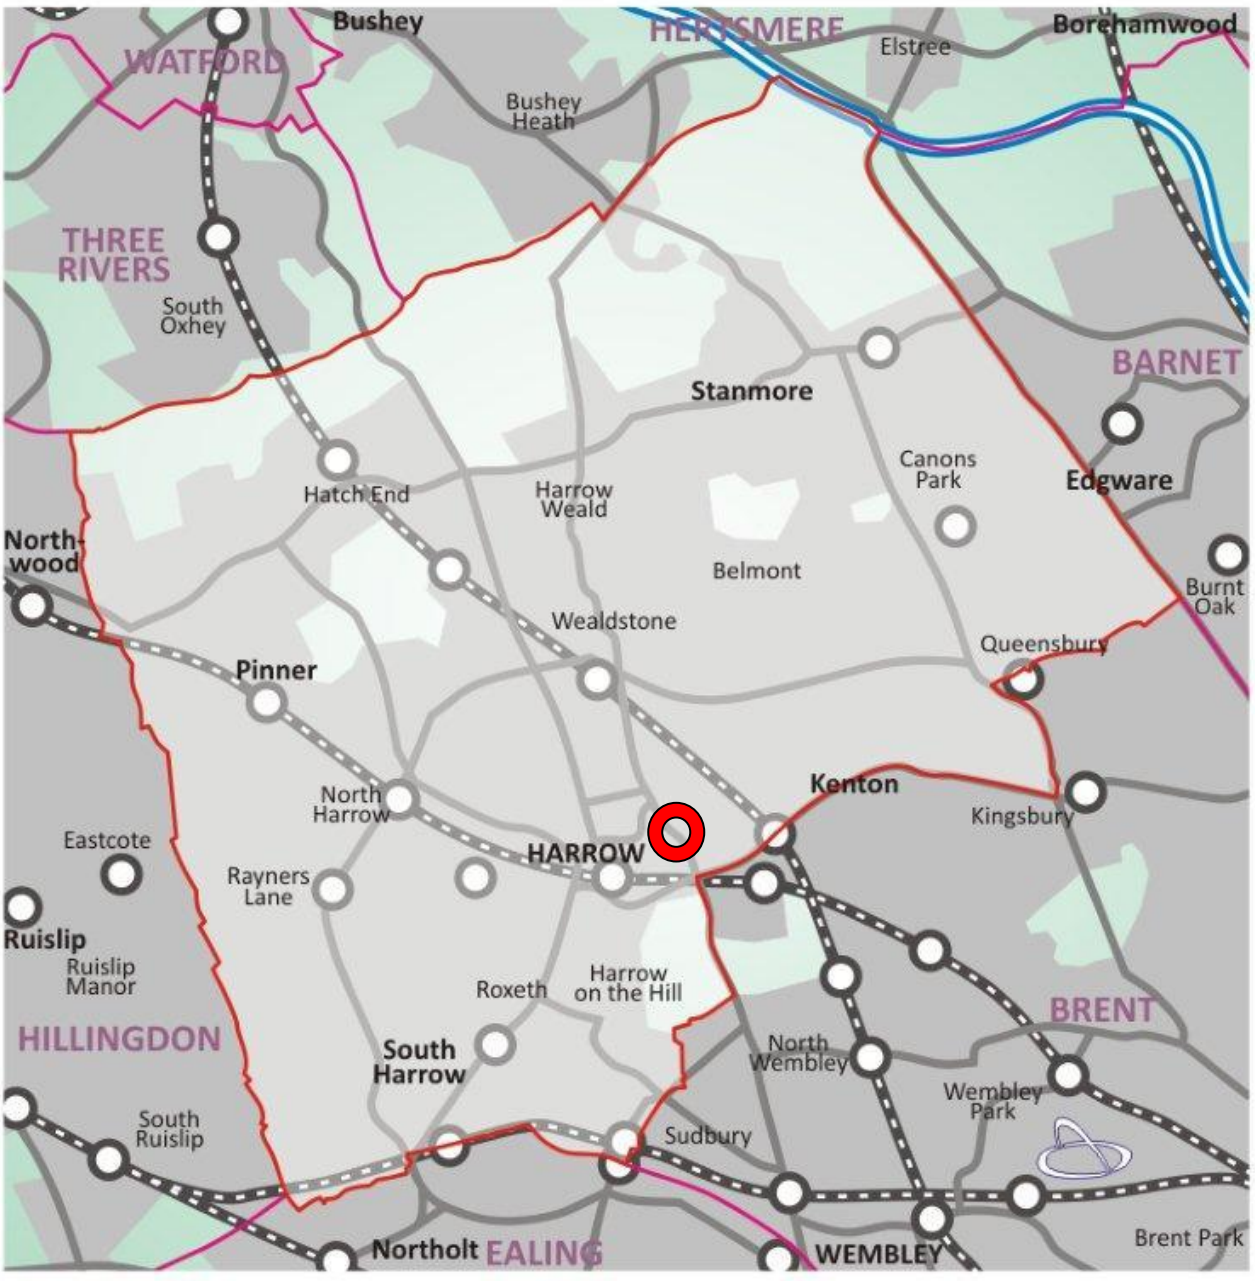 Bushey
HERTSMERE
Borehamwood
Elstree
WATFORD
Bushey
Heath
THREE
RIVERS
South
Oxhey
BARNET
Stanmore
Canons
Park
Edgware
Hatch End
Harrow
Weald
North-
wood
Belmont
Burnt
Oak
Wealdstone
Queensbury
Pinner
Kenton
North
Harrow
Kingsbury
Eastcote
HARROW
Rayners
Lane
Ruislip
Ruislip
Manor
Harrow
on the Hill
Roxeth
BRENT
HILLINGDON
South
Harrow
North
Wembley
Wembley
Park
South
Ruislip
Sudbury
Brent Park
Northolt
EALING
WEMBLEY